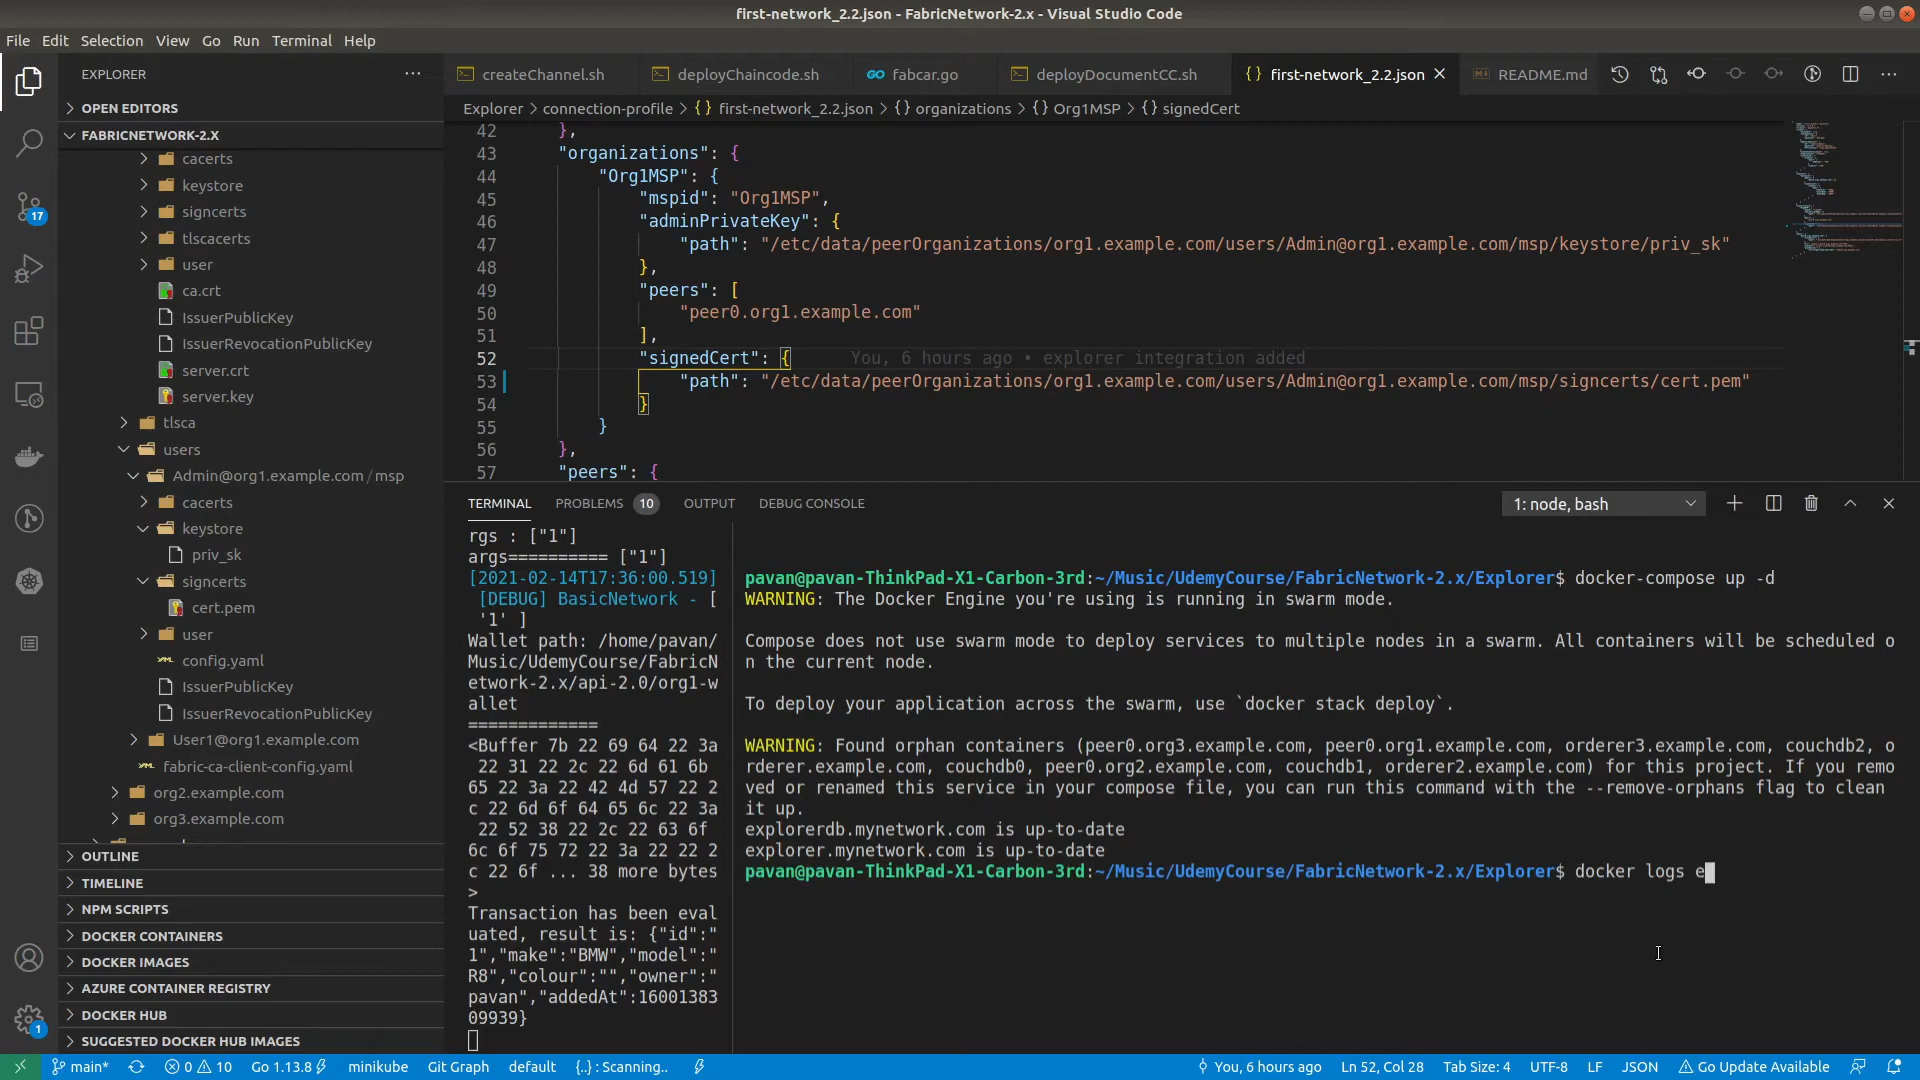 first-network_2.2.json - FabricNetwork-2.x - Visual Studio Code
File Edit Selection View Go Run Terminal Help
EXPLORER
OPEN EDITORS
FABRICNETWORK-2.X
cacerts
keystore
signcerts
tlscacerts
user
ca.crt
IssuerPublicKey
IssuerRevocationPublicKey
server.crt
server.key
tlsca
users
Admin@org1.example.com / msp
cacerts
keystore
priv_sk
signcerts
cert.pem
user
config.yaml
IssuerPublicKey
IssuerRevocationPublicKey
User1@org1.example.com
fabric-ca-client-config.yaml
org2.example.com
org3.example.com
OUTLINE
TIMELINE
NPM SCRIPTS
DOCKER CONTAINERS
DOCKER IMAGES
AZURE CONTAINER REGISTRY
DOCKER HUB
SUGGESTED DOCKER HUB IMAGES
17
1
createChannel.sh deployChaincode.sh fabcar.go deployDocumentCC.sh {} first-network_2.2.json README.md
Explorer > connection-profile > {} first-network_2.2.json > {} organizations > {} Org1MSP > {} signedCert
42 },
43 "organizations": {
44 "Org1MSP": {
45 "mspid": "Org1MSP",
46 "adminPrivateKey": {
47 "path": "/etc/data/peerOrganizations/org1.example.com/users/Admin@org1.example.com/msp/keystore/priv_sk"
48 },
49 "peers": [
50 "peer0.org1.example.com"
51 ],
52 "signedCert": { You, 6 hours ago • explorer integration added
53 "path": "/etc/data/peerOrganizations/org1.example.com/users/Admin@org1.example.com/msp/signcerts/cert.pem"
54 }
55 }
56 },
57 "peers": {
TERMINAL PROBLEMS 10 OUTPUT DEBUG CONSOLE 1: node, bash
rgs : ["1"]
args========== ["1"]
[2021-02-14T17:36:00.519]
[DEBUG] BasicNetwork - [
'1' ]
Wallet path: /home/pavan/
Music/UdemyCourse/FabricN
etwork-2.x/api-2.0/org1-w
allet
=============
<Buffer 7b 22 69 64 22 3a
22 31 22 2c 22 6d 61 6b
65 22 3a 22 42 4d 57 22 2
c 22 6d 6f 64 65 6c 22 3a
22 52 38 22 2c 22 63 6f
6c 6f 75 72 22 3a 22 22 2
c 22 6f ... 38 more bytes
>
Transaction has been eval
uated, result is: {"id":"
1","make":"BMW","model":"
R8","colour":"","owner":"
pavan","addedAt":16001383
09939}
pavan@pavan-ThinkPad-X1-Carbon-3rd:~/Music/UdemyCourse/FabricNetwork-2.x/Explorer$ docker-compose up -d
WARNING: The Docker Engine you're using is running in swarm mode.
Compose does not use swarm mode to deploy services to multiple nodes in a swarm. All containers will be scheduled o
n the current node.
To deploy your application across the swarm, use `docker stack deploy`.
WARNING: Found orphan containers (peer0.org3.example.com, peer0.org1.example.com, orderer3.example.com, couchdb2, o
rderer.example.com, couchdb0, peer0.org2.example.com, couchdb1, orderer2.example.com) for this project. If you remo
ved or renamed this service in your compose file, you can run this command with the --remove-orphans flag to clean
it up.
explorerdb.mynetwork.com is up-to-date
explorer.mynetwork.com is up-to-date
pavan@pavan-ThinkPad-X1-Carbon-3rd:~/Music/UdemyCourse/FabricNetwork-2.x/Explorer$ docker logs e
main* 0 10 Go 1.13.8 minikube Git Graph default {..} : Scanning.. You, 6 hours ago Ln 52, Col 28 Tab Size: 4 UTF-8 LF JSON Go Update Available